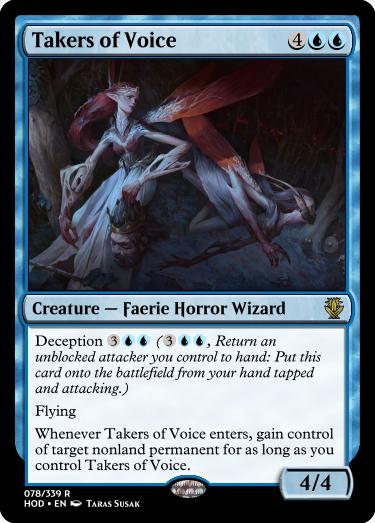 Takers of Voice 4
Creature — Faerie Horror Wizard
Deception 3 (3, Return an
unblocked attacker you control to hand: Put this
card onto the battlefield from your hand tapped
and attacking.)
Flying
Whenever Takers of Voice enters, gain control
of target nonland permanent for as long as you
control Takers of Voice.
4/4
078/339 R
HOD • EN Taras Susak